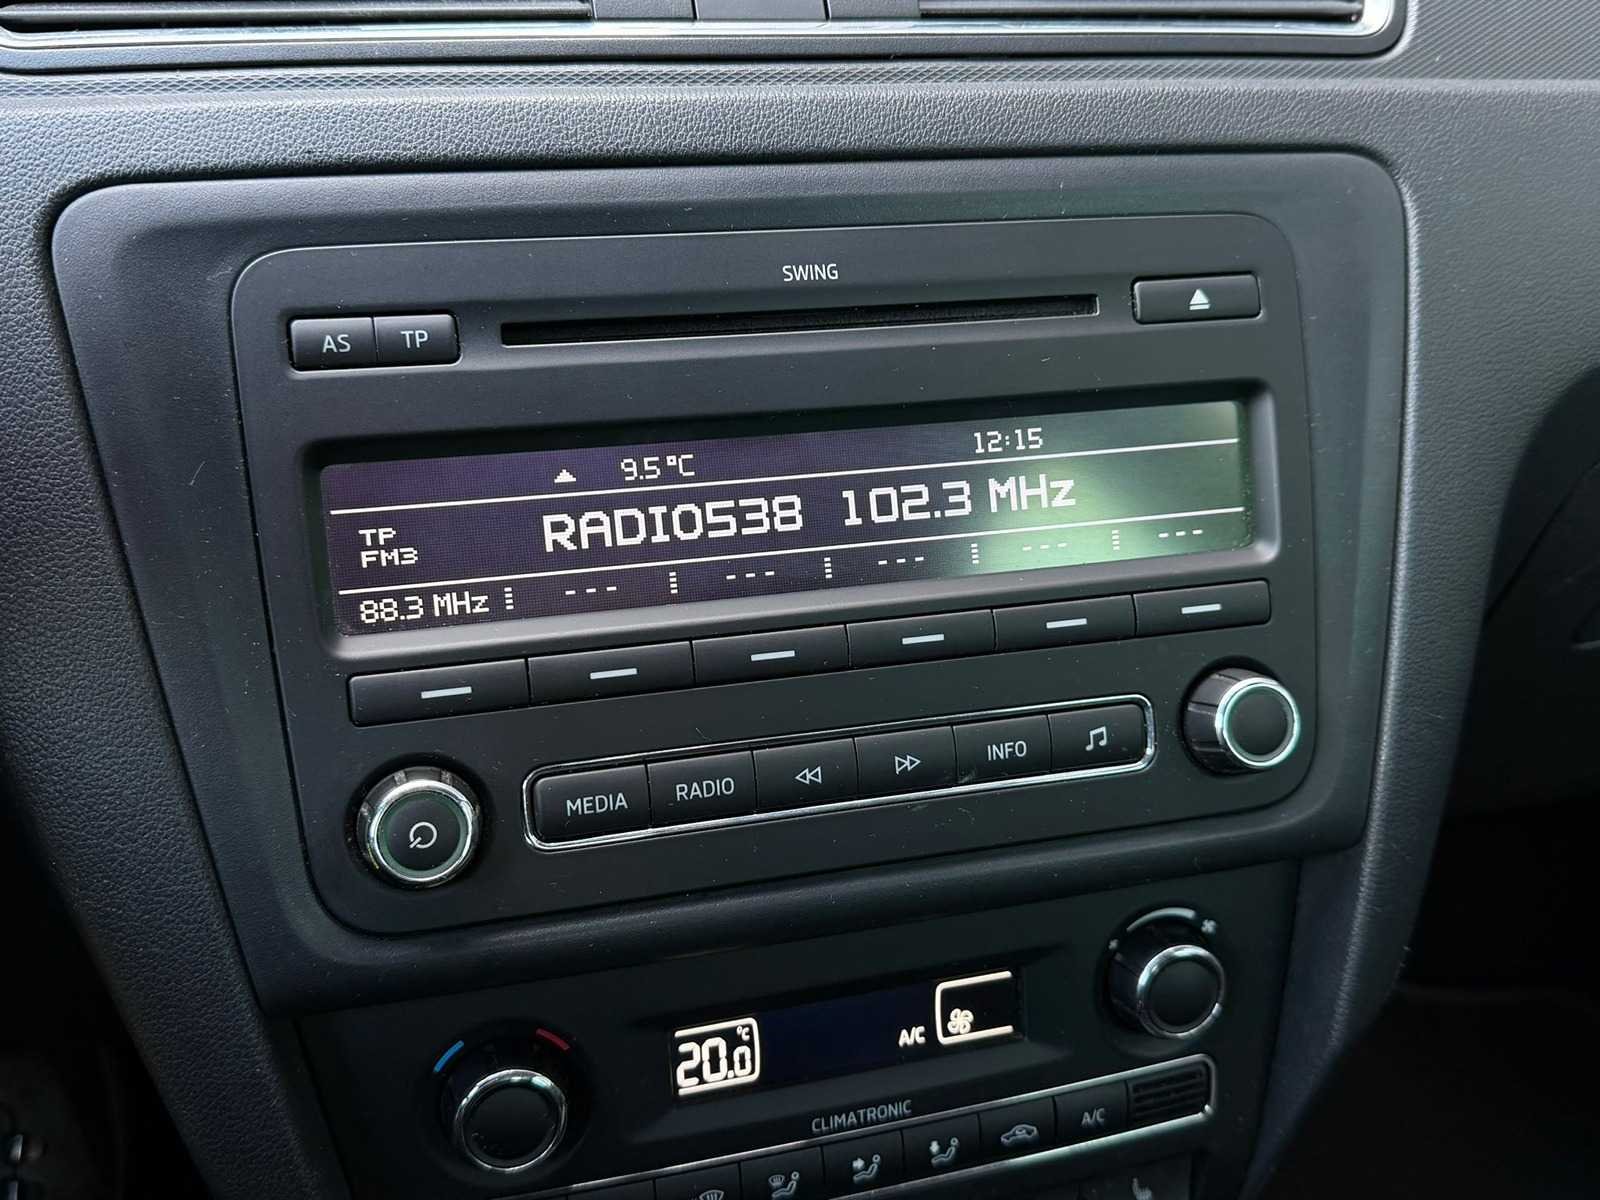 SWING
AS TP
9.5°C 12:15
TP
FM3
RADIO538 102.3 MHz
88.3 MHz --- --- --- --- ---
MEDIA RADIO INFO
20.0 °C A/C
CLIMATRONIC
A/C